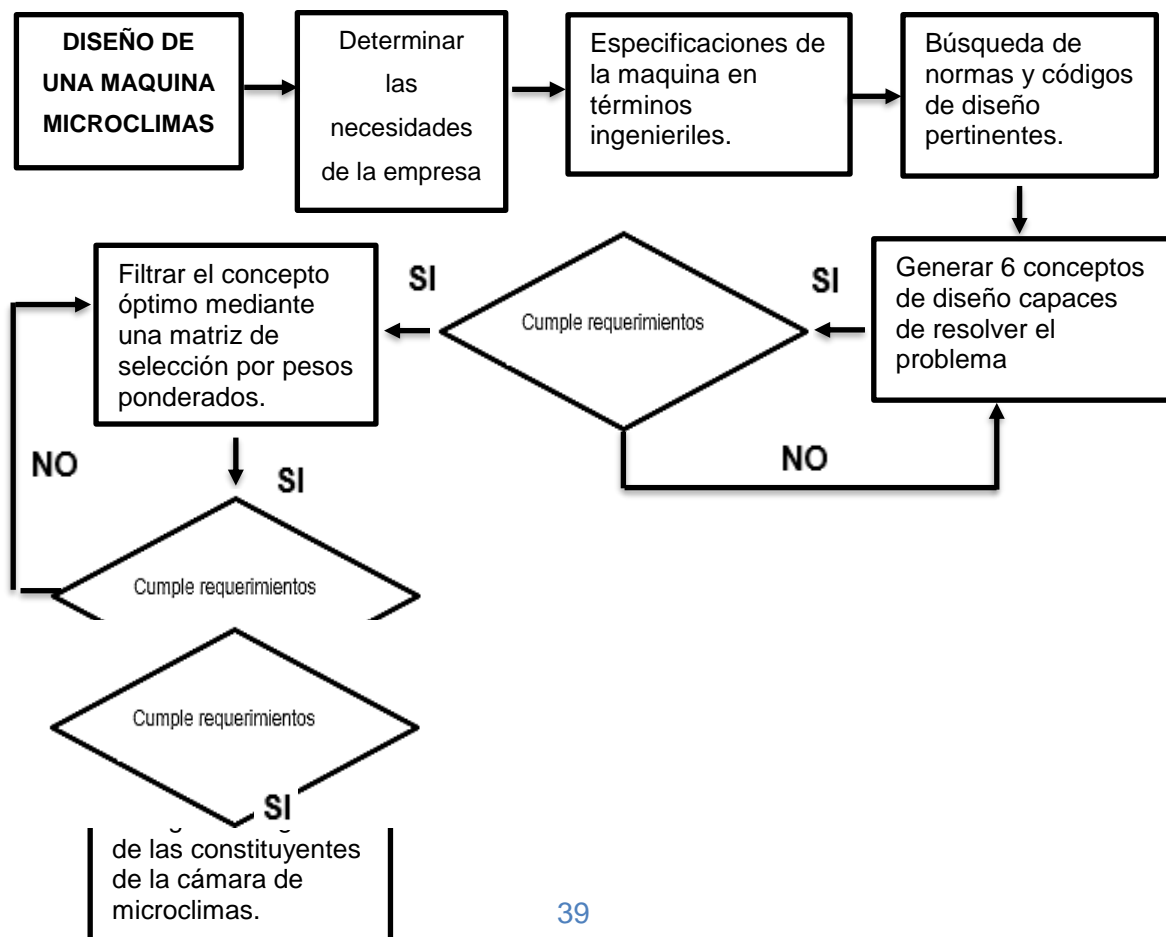 DISEÑO DE
UNA MAQUINA
MICROCLIMAS
Determinar
las
necesidades
de la empresa
Especificaciones de
la maquina en
términos
ingenieriles.
Búsqueda de
normas y códigos
de diseño
pertinentes.
Generar 6 conceptos
de diseño capaces
de resolver el
problema
SI
Cumple requerimientos
NO
SI
Filtrar el concepto
óptimo mediante
una matriz de
selección por pesos
ponderados.
NO
SI
Cumple requerimientos
Cumple requerimientos
SI
de las constituyentes
de la cámara de
microclimas.
39